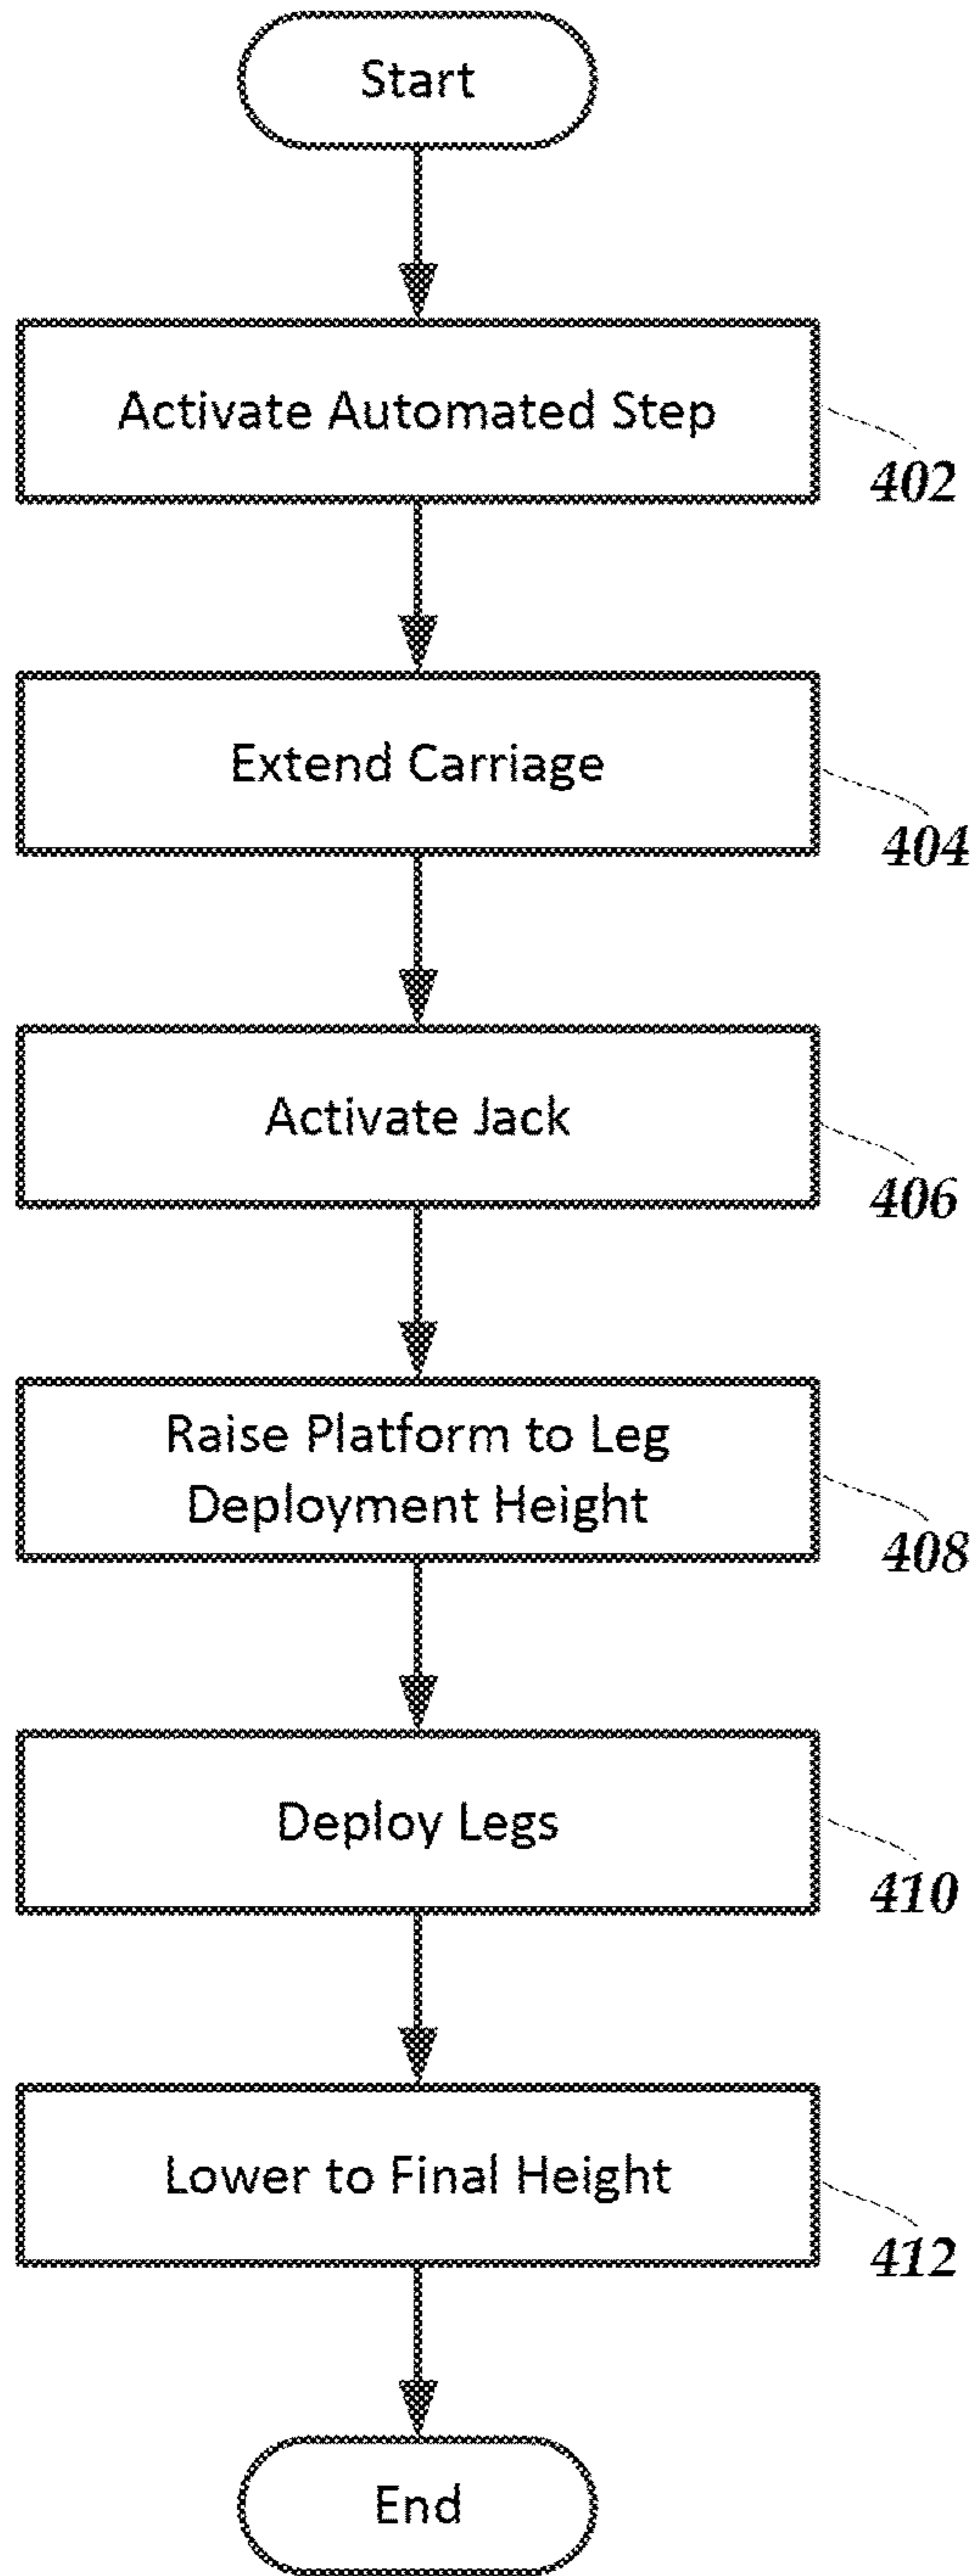 Start
Activate Automated Step
402
Extend Carriage
404
Activate Jack
406
Raise Platform to Leg
Deployment Height
408
Deploy Legs
410
Lower to Final Height
412
End